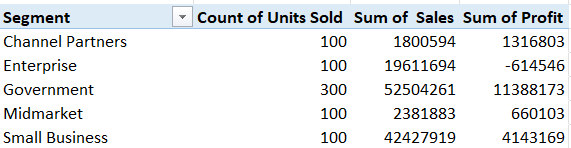 Segment Count of Units Sold Sum of Sales Sum of Profit
Channel Partners 100 1800594 1316803
Enterprise 100 19611694 -614546
Government 300 52504261 11388173
Midmarket 100 2381883 660103
Small Business 100 42427919 4143169